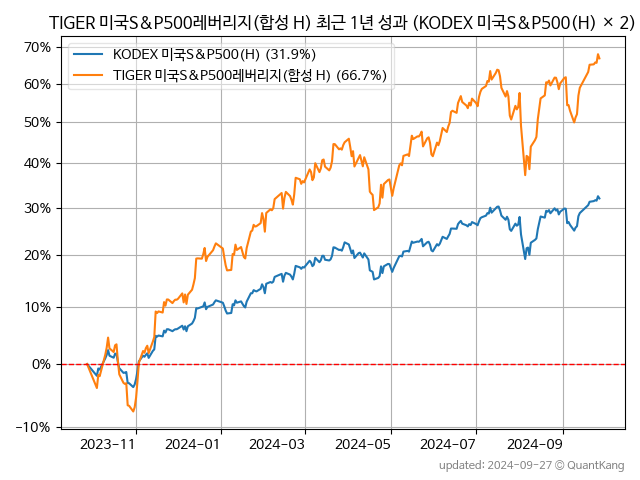 TIGER 미국S&P500레버리지(합성 H) 최근 1년 성과 (KODEX 미국S&P500(H) × 2)
KODEX 미국S&P500(H) (31.9%)
TIGER 미국S&P500레버리지(합성 H) (66.7%)
70%
60%
50%
40%
30%
20%
10%
0%
-10%
2023-11 2024-01 2024-03 2024-05 2024-07 2024-09
updated: 2024-09-27 © QuantKang